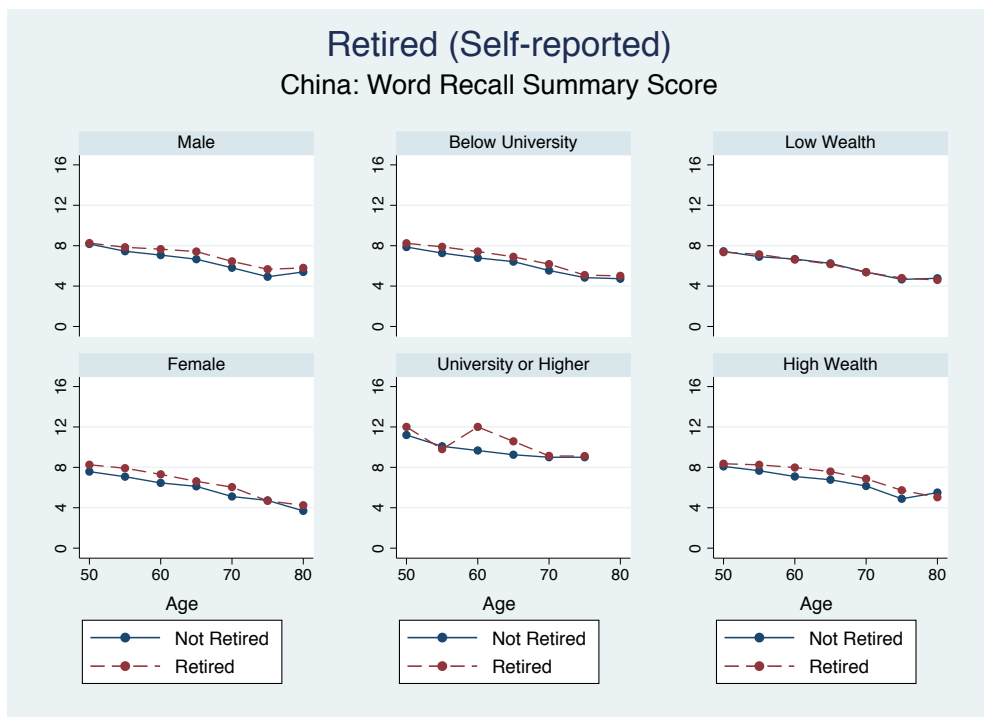 Retired (Self-reported)
China: Word Recall Summary Score
Male
16
12
8
4
0
Below University
16
12
8
4
0
Low Wealth
16
12
8
4
0
Female
16
12
8
4
0
50 60 70 80
Age
University or Higher
16
12
8
4
0
50 60 70 80
Age
High Wealth
16
12
8
4
0
50 60 70 80
Age
Not Retired
Retired
Not Retired
Retired
Not Retired
Retired